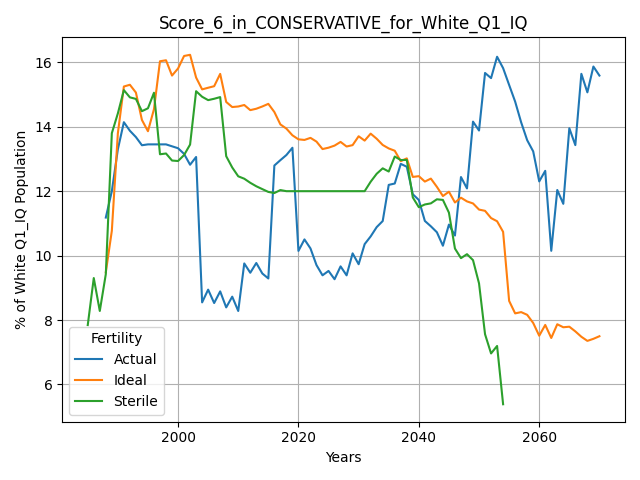 Score_6_in_CONSERVATIVE_for_White_Q1_IQ
% of White Q1_IQ Population
16
14
12
10
8
6
Fertility
Actual
Ideal
Sterile
2000
2020
2040
2060
Years